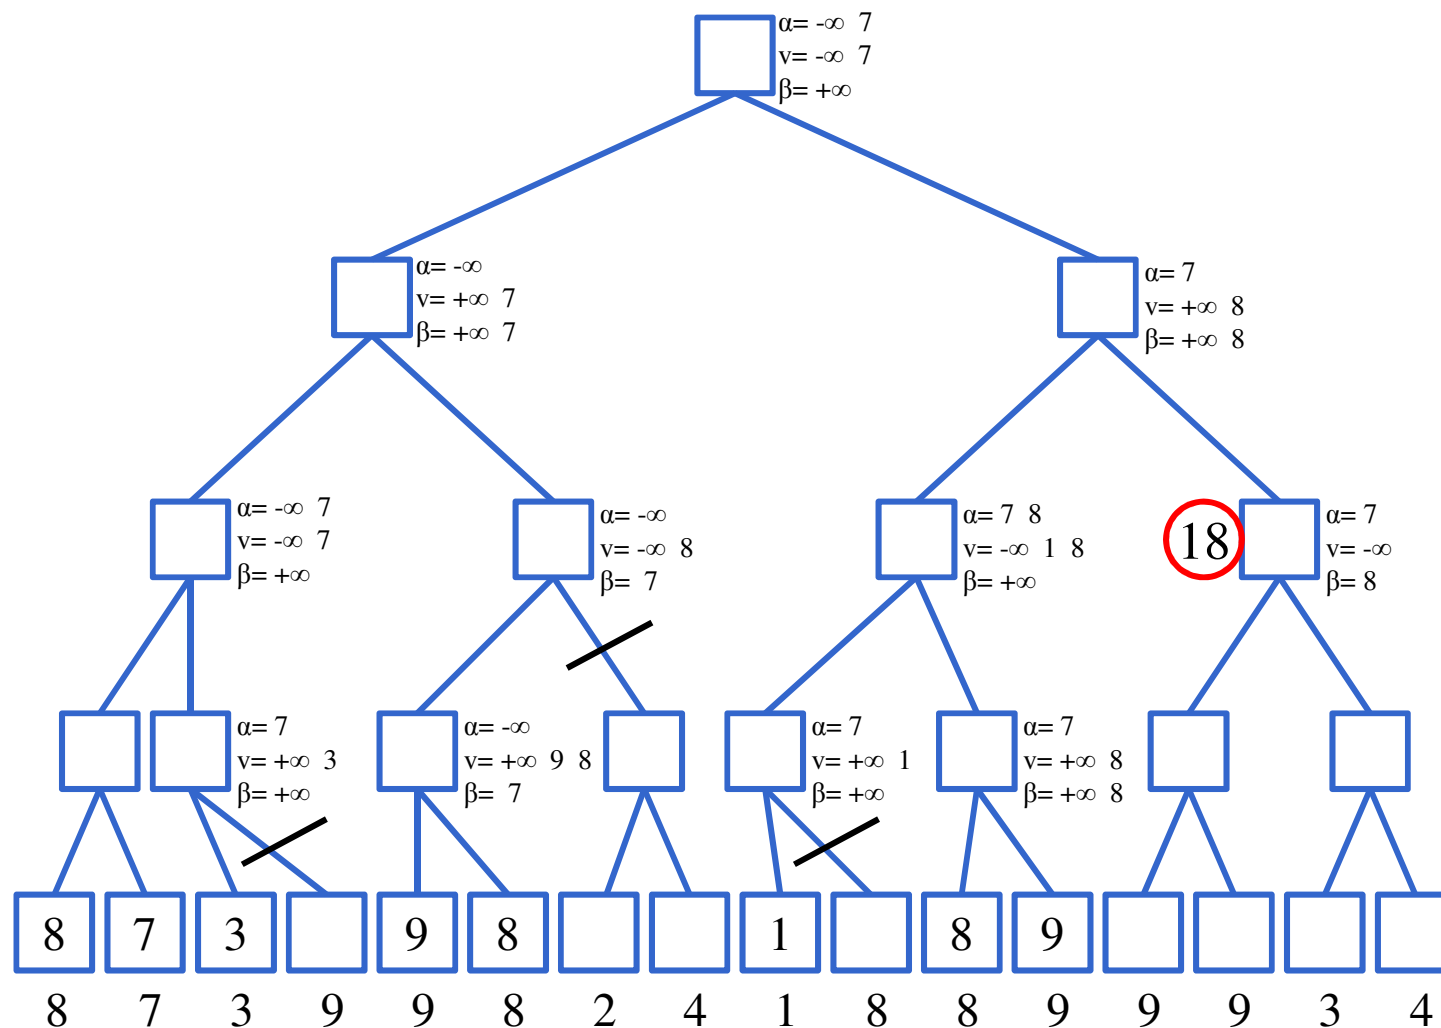 α= -∞ 7
v= -∞ 7
β= +∞
α= -∞
v= +∞ 7
β= +∞ 7
α= 7
v= +∞ 8
β= +∞ 8
α= -∞ 7
v= -∞ 7
β= +∞
α= -∞
v= -∞ 8
β= 7
α= 7 8
v= -∞ 1 8
β= +∞
18
α= 7
v= -∞
β= 8
α= 7
v= +∞ 3
β= +∞
α= -∞
v= +∞ 9 8
β= 7
α= 7
v= +∞ 1
β= +∞
α= 7
v= +∞ 8
β= +∞ 8
8 7 3 9 8 1 8 9
8 7 3 9 9 8 2 4 1 8 8 9 9 9 3 4